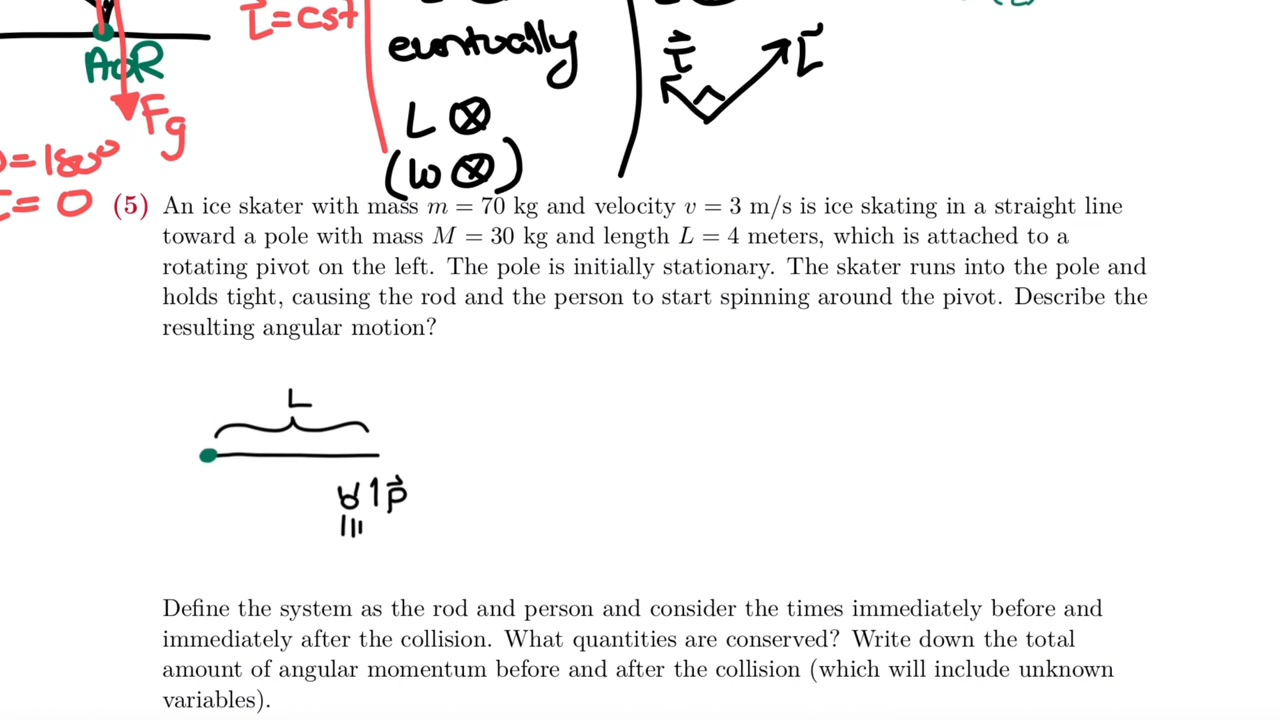 τ = cst
eventually
AoR
Fg
L ⊗
(ω ⊗)
τ⃗
L⃗
= 180°
τ = 0
(5) An ice skater with mass m = 70 kg and velocity v = 3 m/s is ice skating in a straight line
toward a pole with mass M = 30 kg and length L = 4 meters, which is attached to a
rotating pivot on the left. The pole is initially stationary. The skater runs into the pole and
holds tight, causing the rod and the person to start spinning around the pivot. Describe the
resulting angular motion?
L
p⃗
Define the system as the rod and person and consider the times immediately before and
immediately after the collision. What quantities are conserved? Write down the total
amount of angular momentum before and after the collision (which will include unknown
variables).